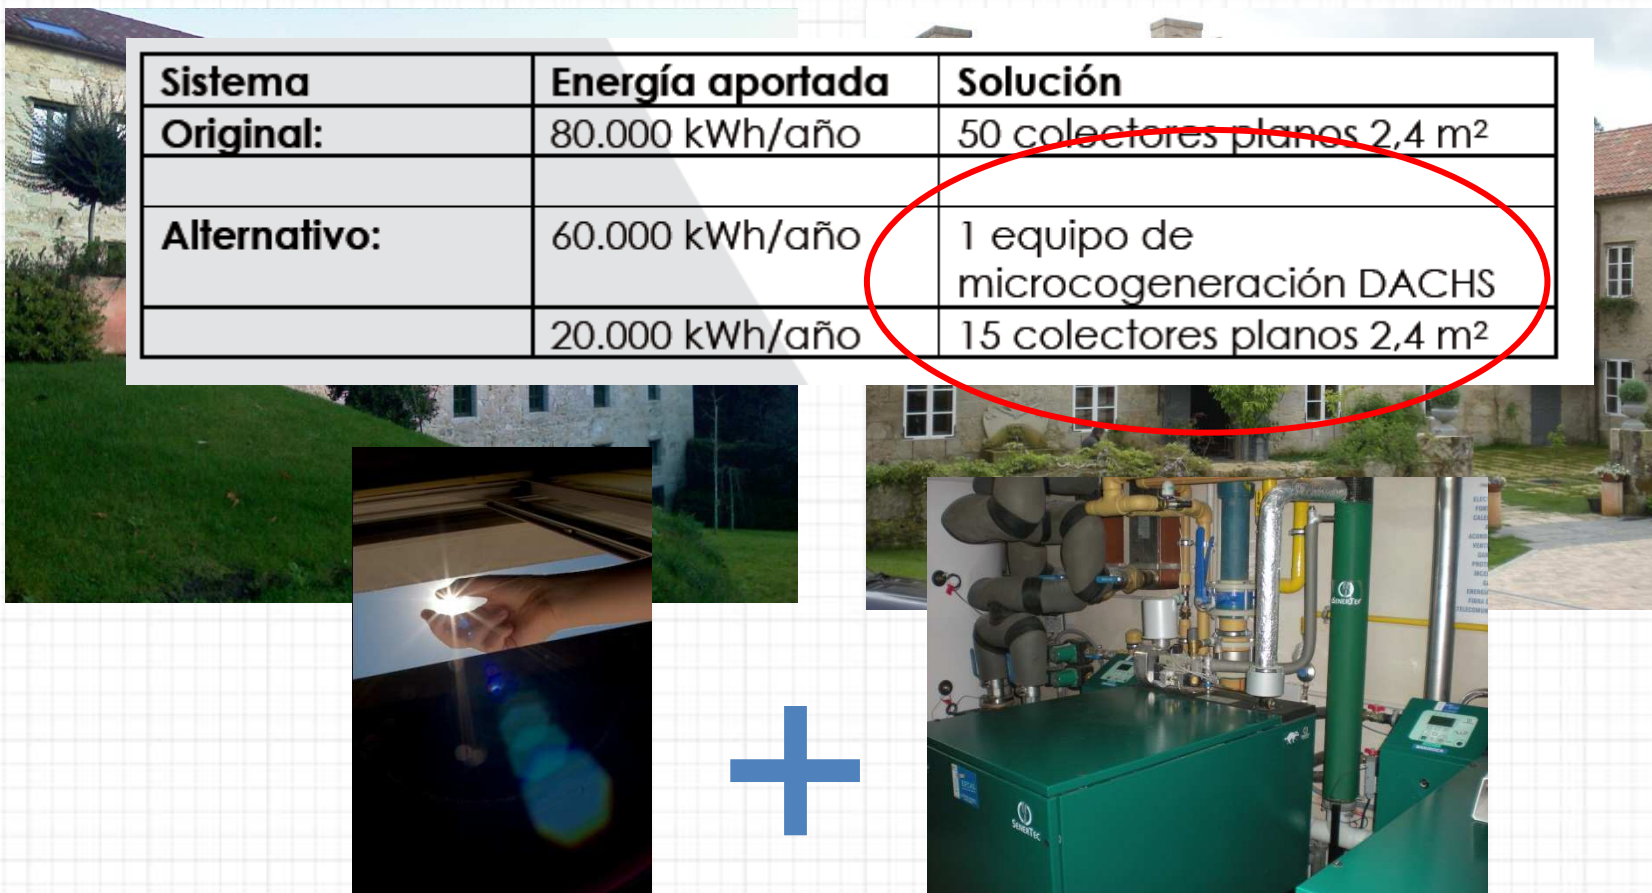 Sistema Energía aportada Solución
Original: 80.000 kWh/año 50 colectores planos 2,4 m²
Alternativo: 60.000 kWh/año 1 equipo de
microcogeneración DACHS
20.000 kWh/año 15 colectores planos 2,4 m²
SENERTEC
SENERTEC